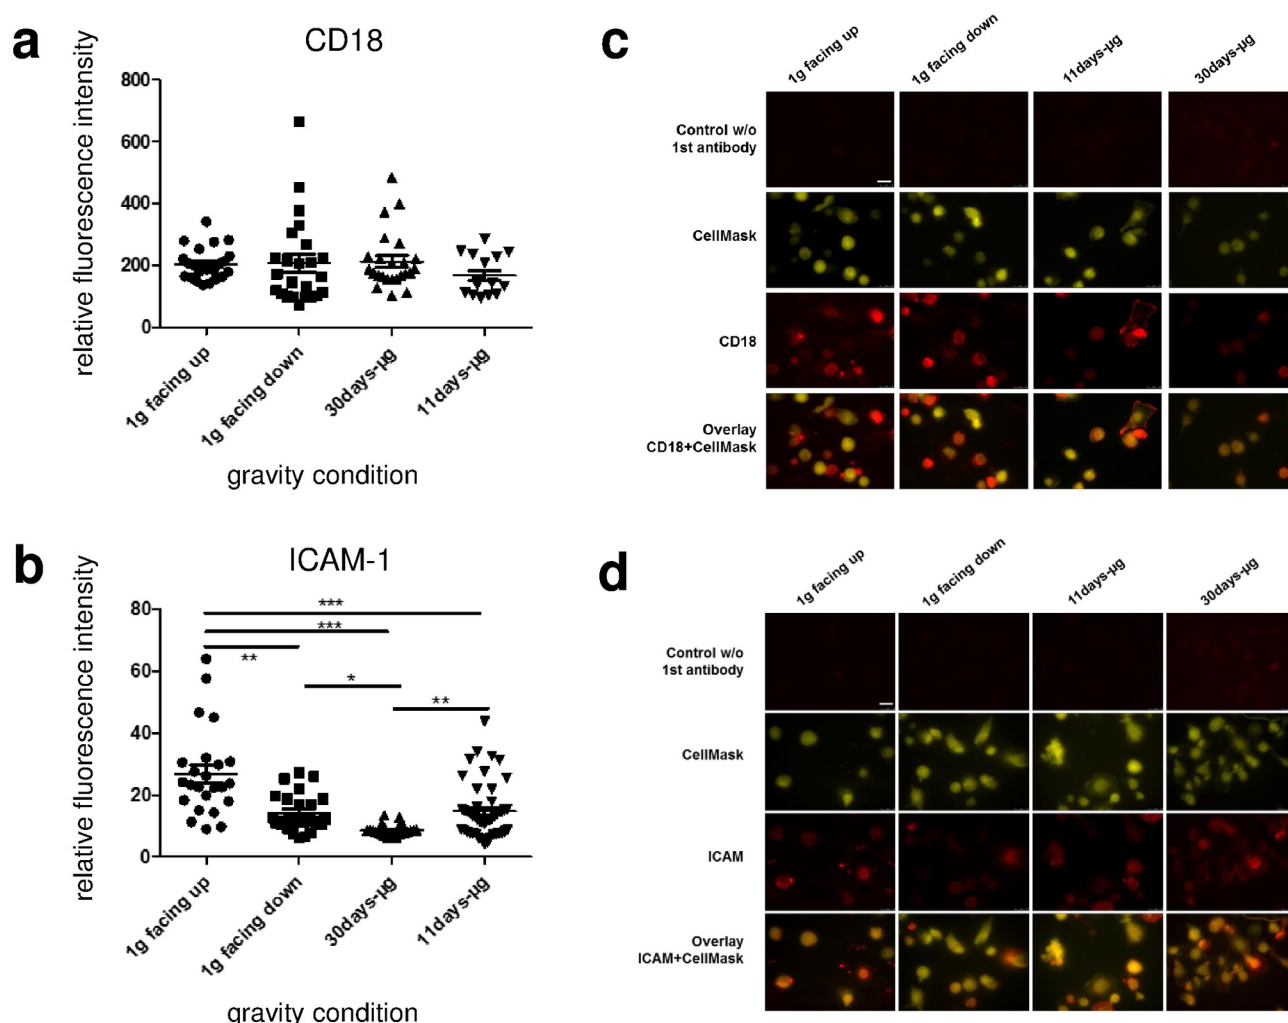 a
CD18
relative fluorescence intensity
800
600
400
200
0
1g facing up
1g facing down
30days-µg
11days-µg
gravity condition
b
ICAM-1
relative fluorescence intensity
***
***
**
*
**
80
60
40
20
0
1g facing up
1g facing down
30days-µg
11days-µg
gravity condition
c
1g facing up
1g facing down
11days-µg
30days-µg
Control w/o
1st antibody
CellMask
CD18
Overlay
CD18+CellMask
d
1g facing up
1g facing down
11days-µg
30days-µg
Control w/o
1st antibody
CellMask
ICAM
Overlay
ICAM+CellMask